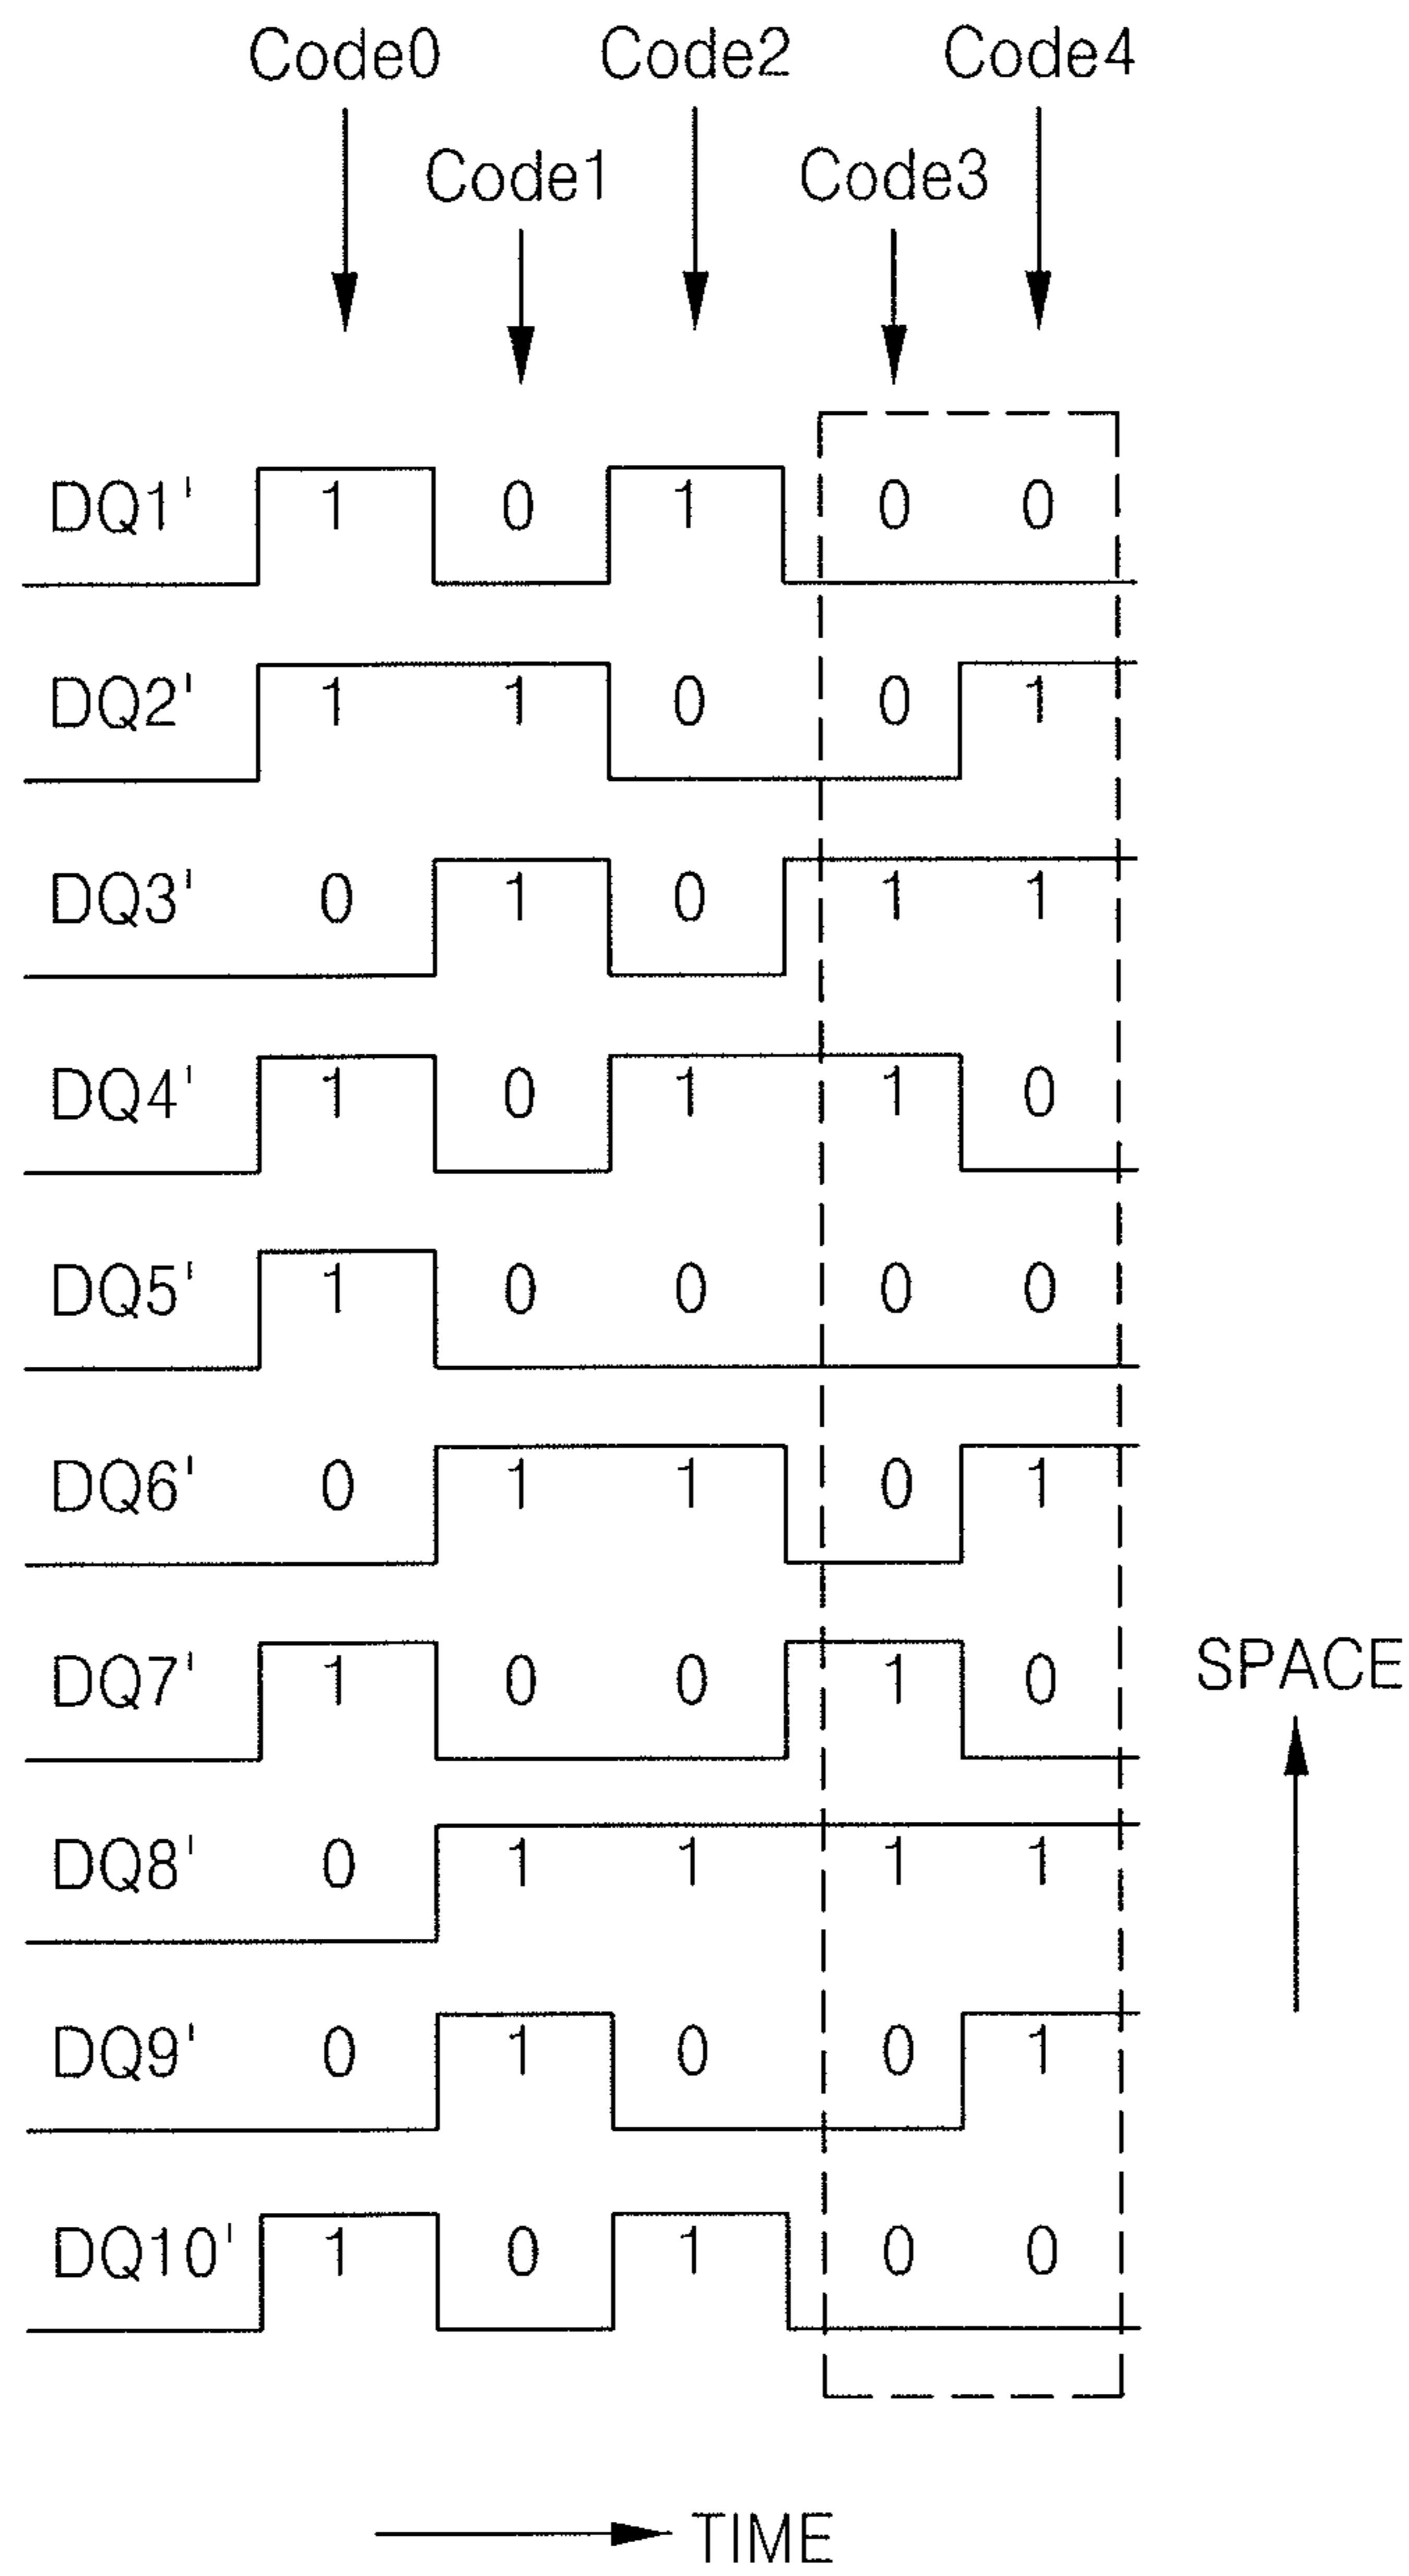 Code0 Code2 Code4
Code1 Code3
DQ1' 1 0 1 0 0
DQ2' 1 1 0 0 1
DQ3' 0 1 0 1 1
DQ4' 1 0 1 1 0
DQ5' 1 0 0 0 0
DQ6' 0 1 1 0 1
DQ7' 1 0 0 1 0
SPACE
DQ8' 0 1 1 1 1
DQ9' 0 1 0 0 1
DQ10' 1 0 1 0 0
TIME